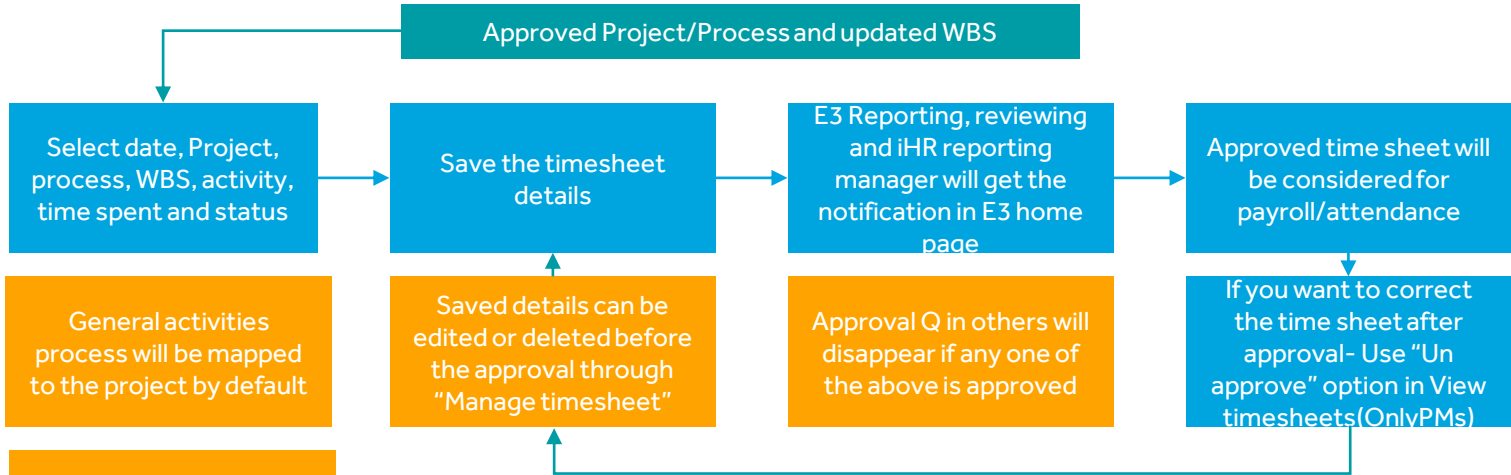 Approved Project/Process and updated WBS
Select date, Project,
process, WBS, activity,
time spent and status
Save the timesheet
details
E3 Reporting, reviewing
and iHR reporting
manager will get the
notification in E3 home
page
Approved time sheet will
be considered for
payroll/attendance
General activities
process will be mapped
to the project by default
Saved details can be
edited or deleted before
the approval through
“Manage timesheet”
Approval Q in others will
disappear if any one of
the above is approved
If you want to correct
the time sheet after
approval- Use “Un
approve” option in View
timesheets(OnlyPMs)